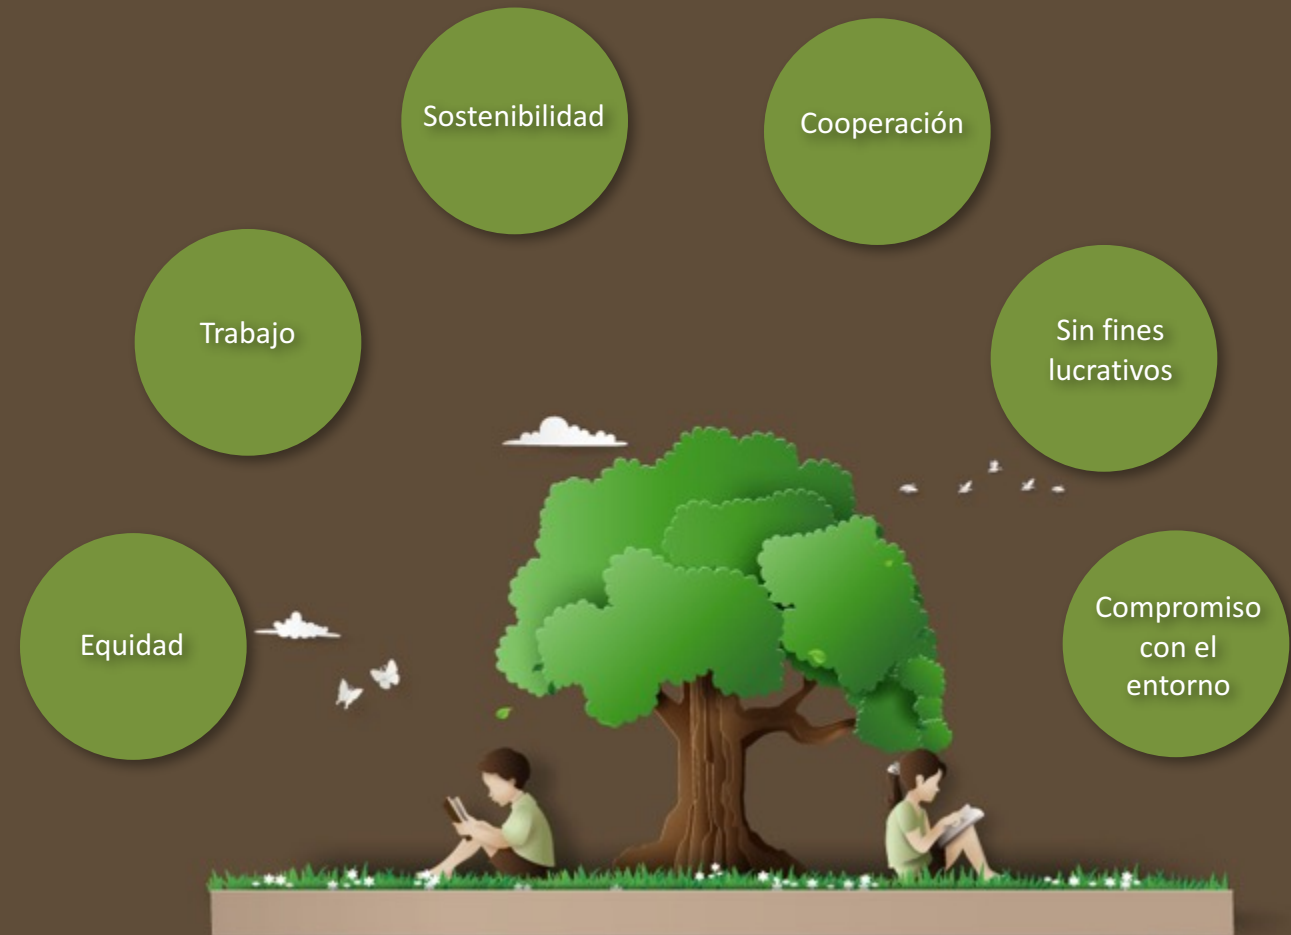 Sostenibilidad
Cooperación
Trabajo
Sin fines
lucrativos
Equidad
Compromiso
con el
entorno